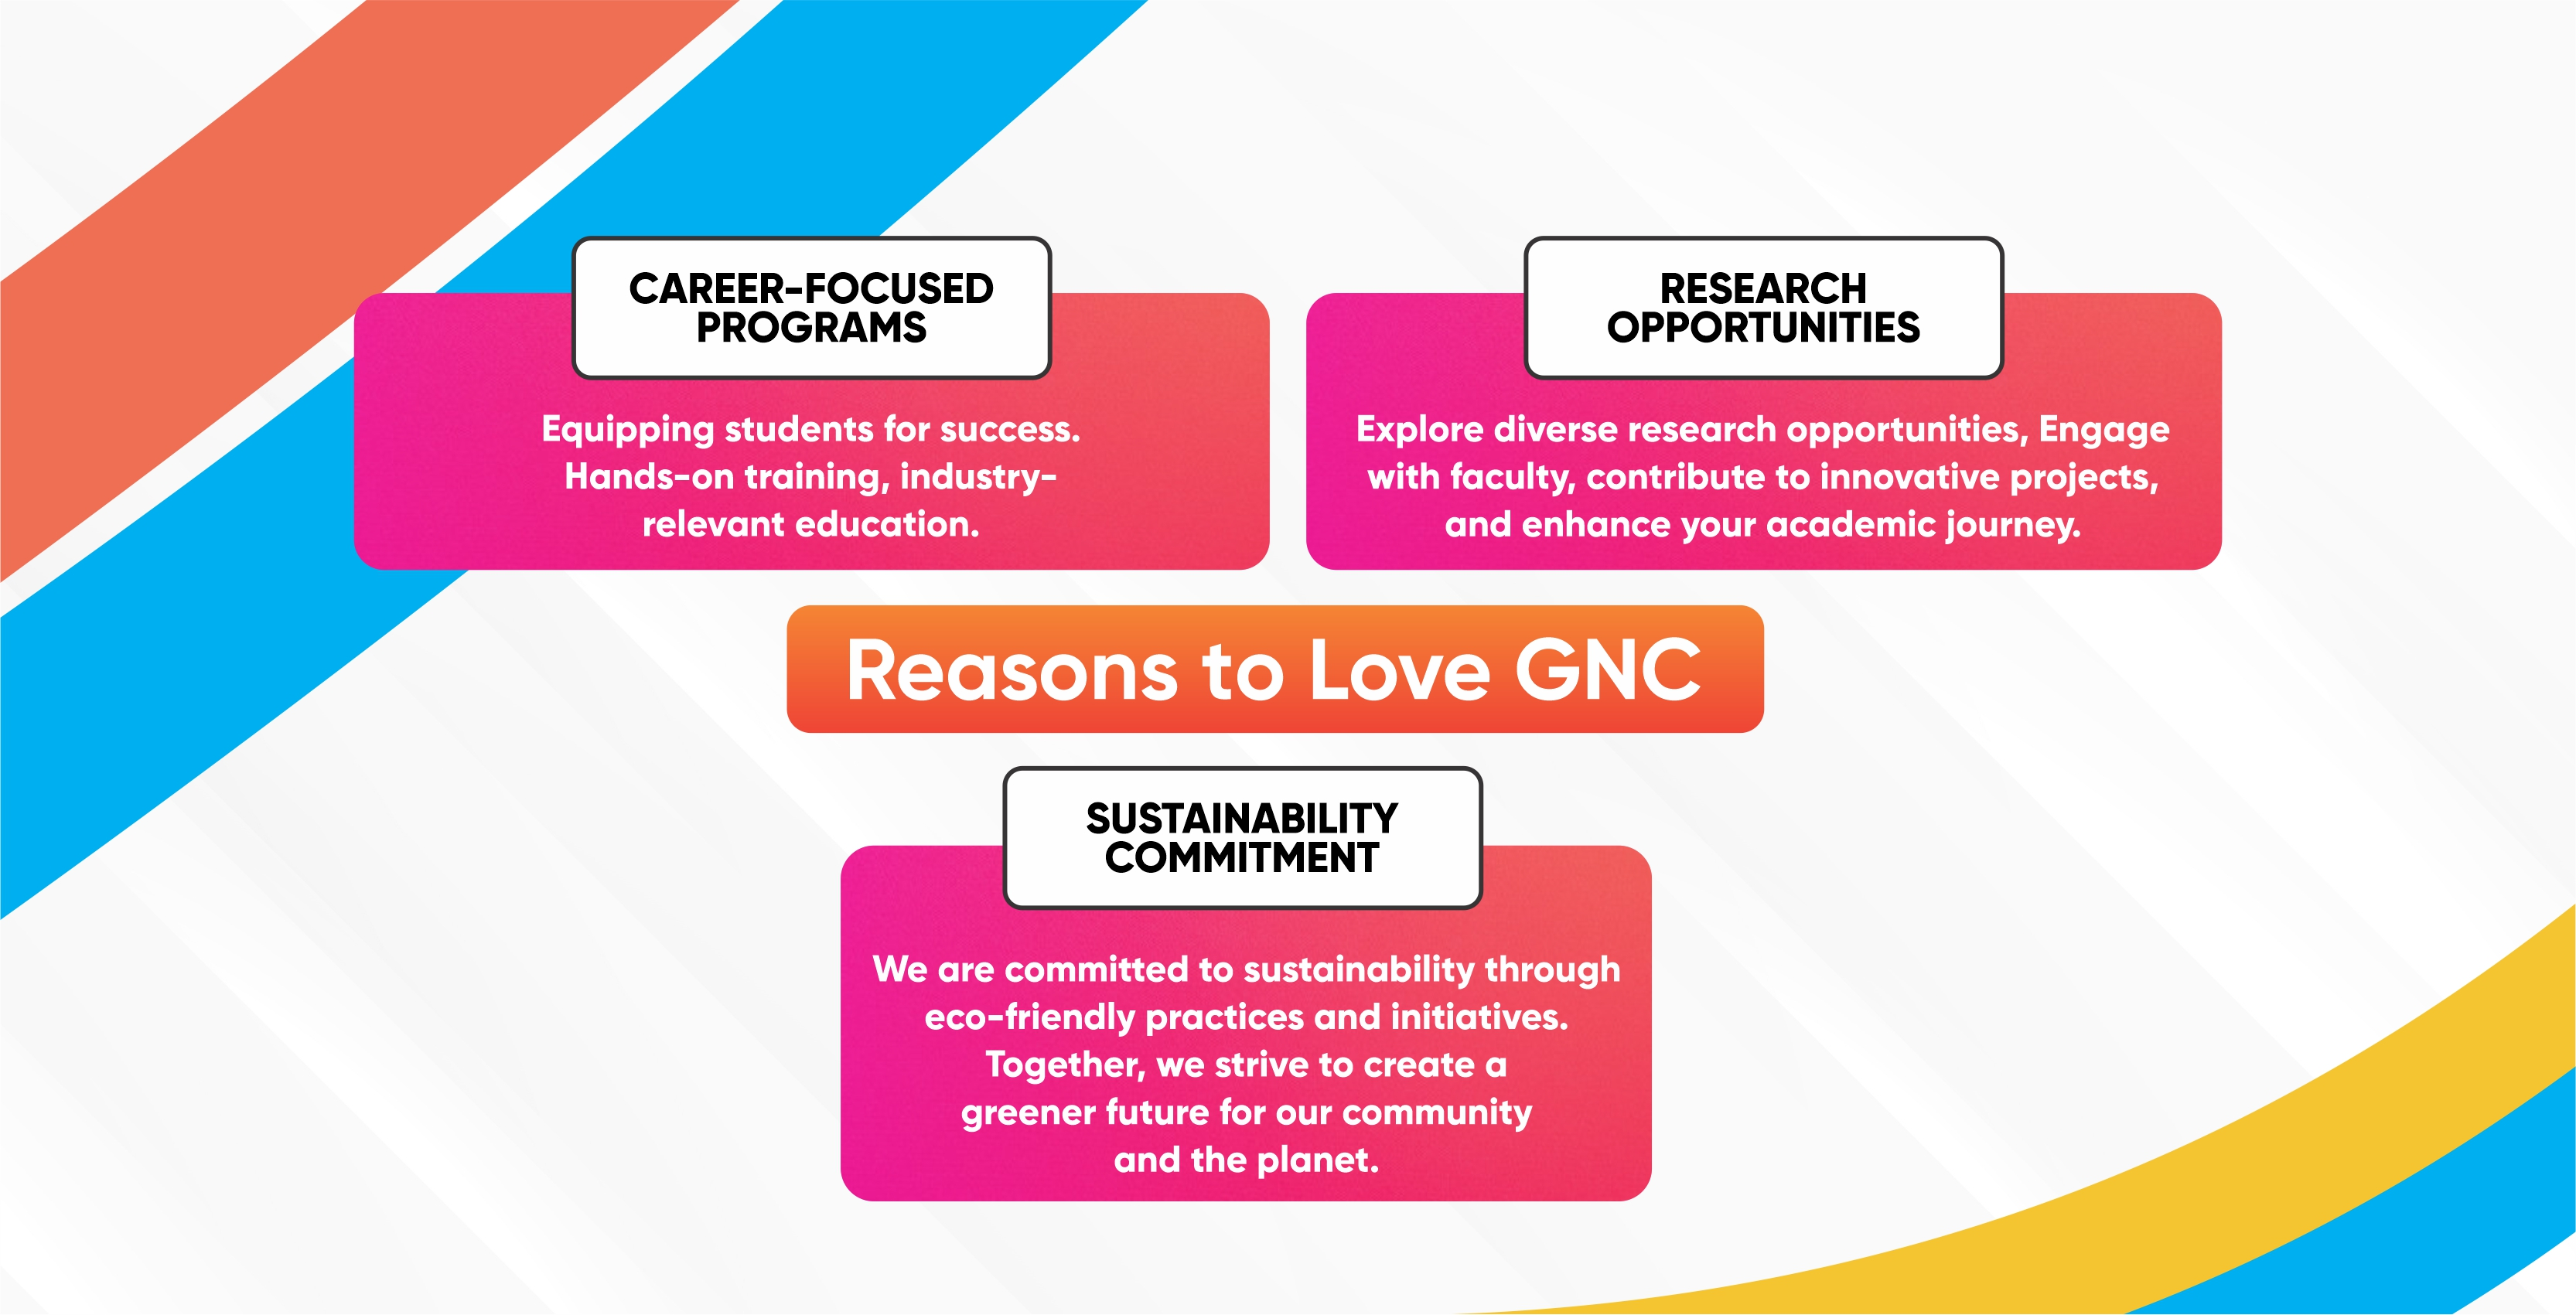 CAREER-FOCUSED
PROGRAMS
Equipping students for success.
Hands-on training, industry-
relevant education.
RESEARCH
OPPORTUNITIES
Explore diverse research opportunities, Engage
with faculty, contribute to innovative projects,
and enhance your academic journey.
Reasons to Love GNC
SUSTAINABILITY
COMMITMENT
We are committed to sustainability through
eco-friendly practices and initiatives.
Together, we strive to create a
greener future for our community
and the planet.